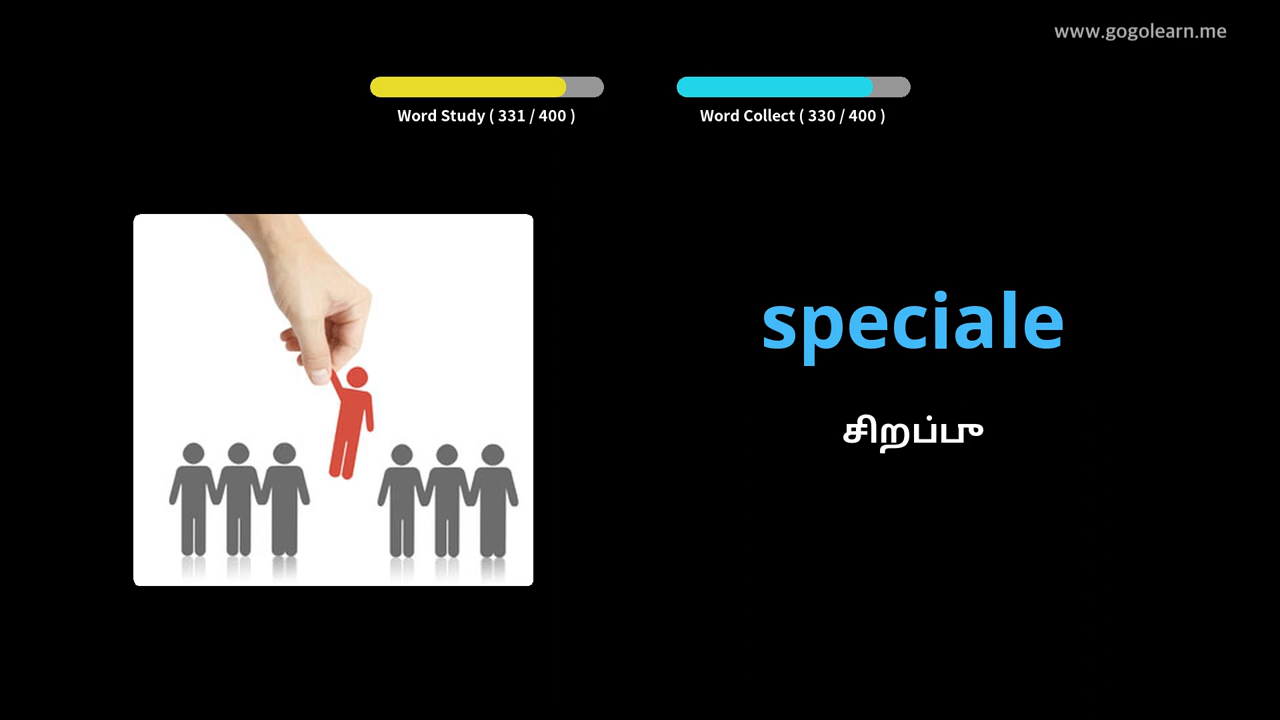 www.gogolearn.me
Word Study ( 331 / 400 )
Word Collect ( 330 / 400 )
speciale
சிறப்பு